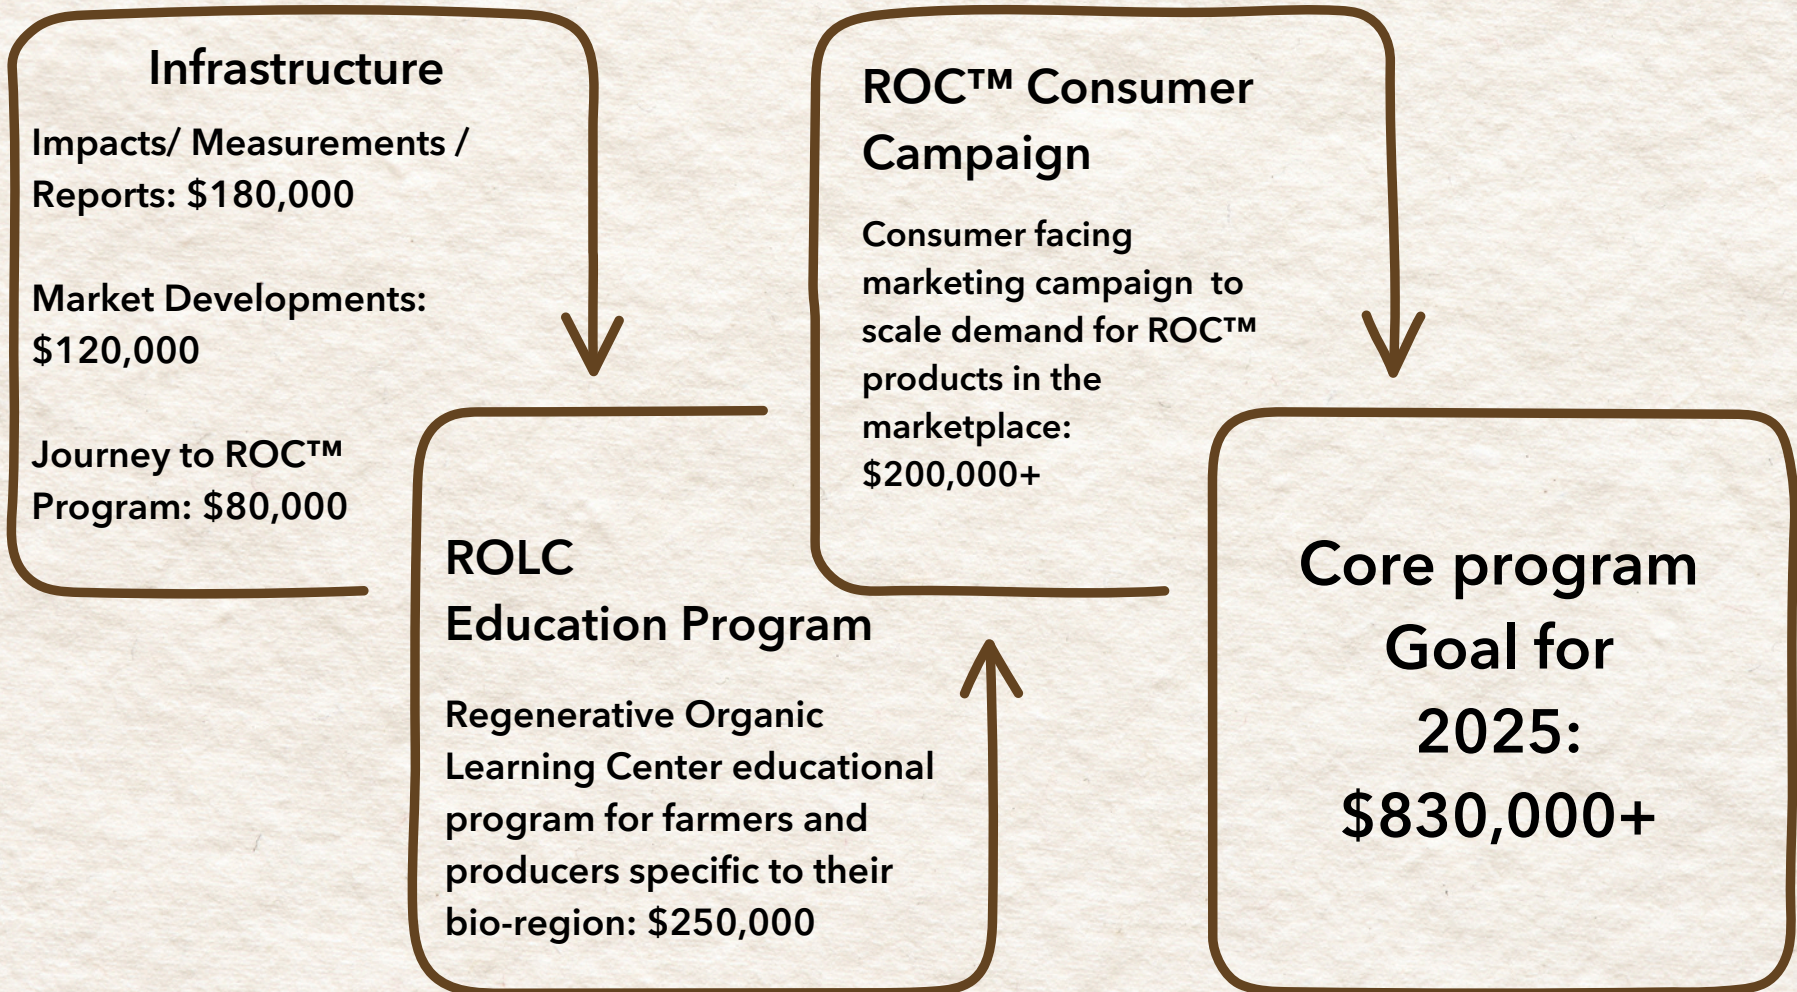 Infrastructure
Impacts/ Measurements /
Reports: $180,000
Market Developments:
$120,000
Journey to ROC™
Program: $80,000
ROLC
Education Program
Regenerative Organic
Learning Center educational
program for farmers and
producers specific to their
bio-region: $250,000
ROC™ Consumer
Campaign
Consumer facing
marketing campaign  to
scale demand for ROC™
products in the
marketplace:
$200,000+
Core program
Goal for
2025:
$830,000+